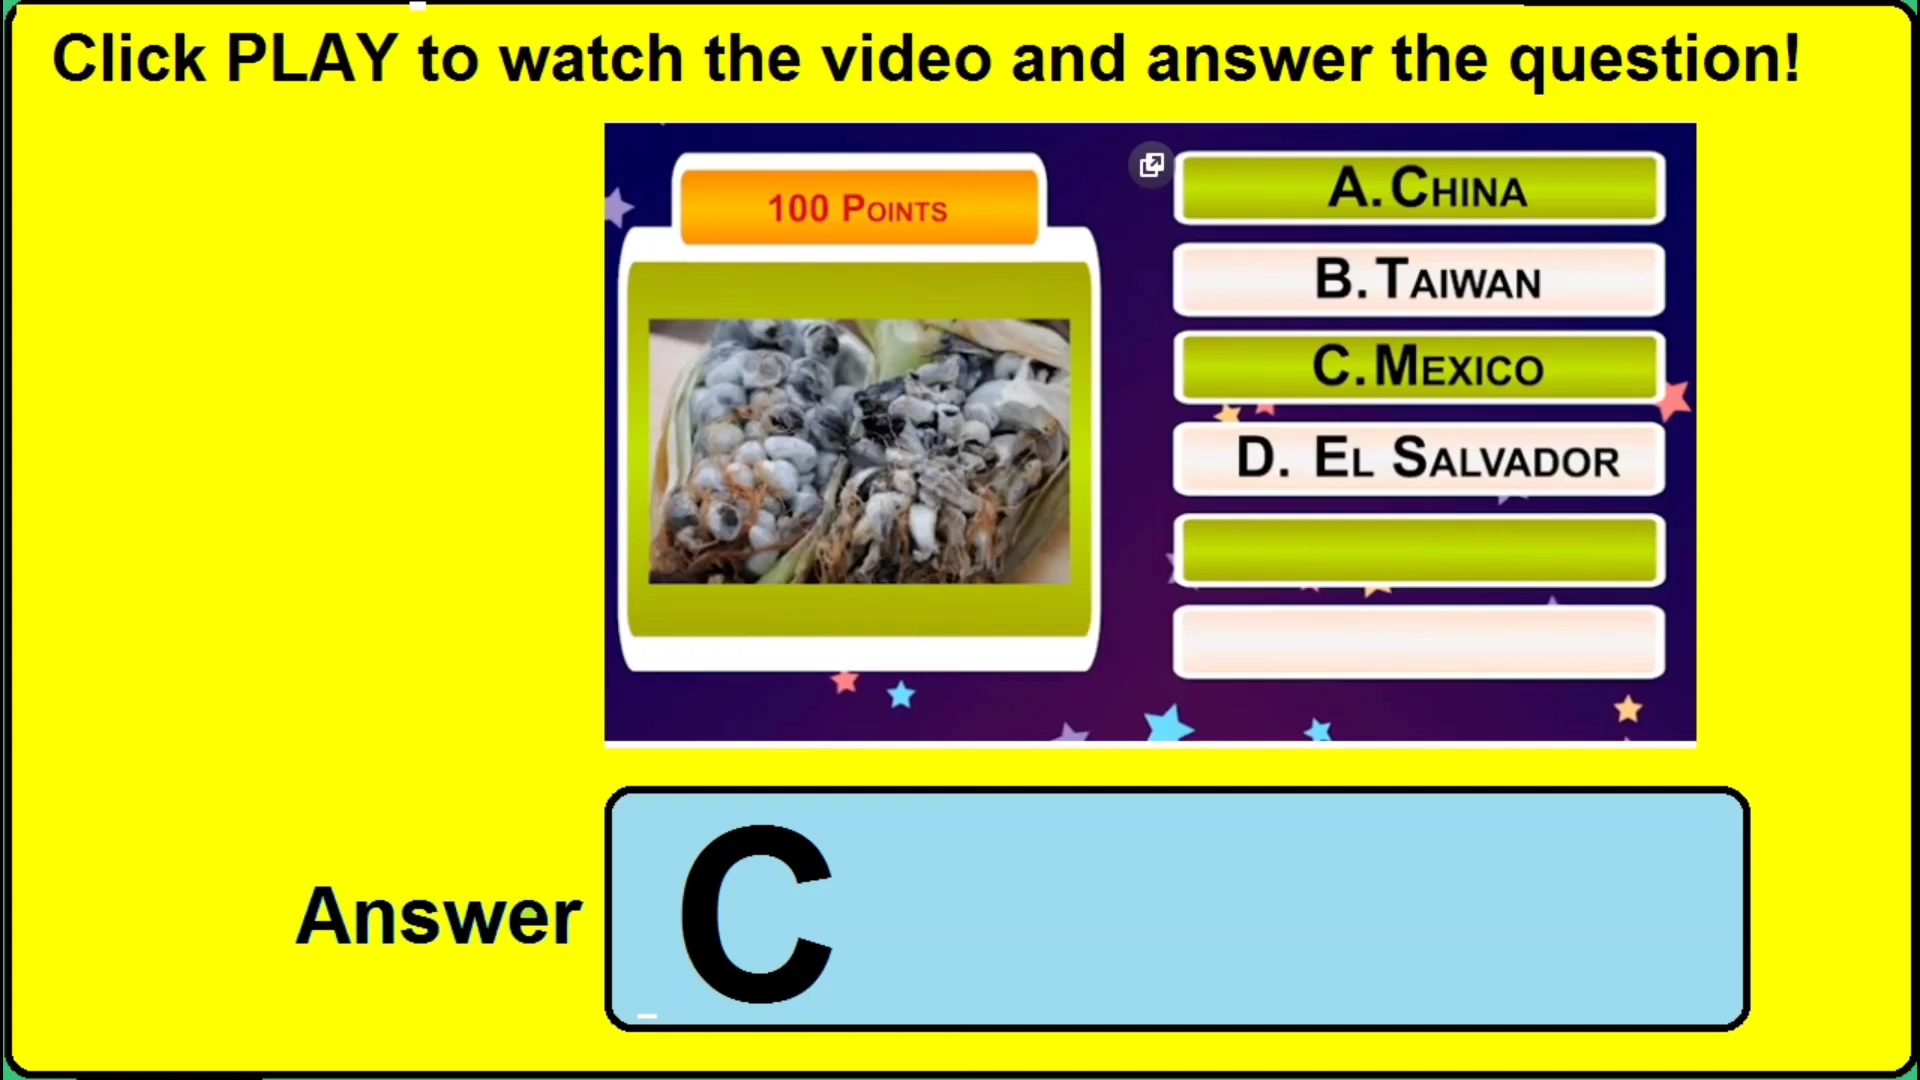 Click PLAY to watch the video and answer the question!
100 POINTS
A. CHINA
B. TAIWAN
C. MEXICO
D. EL SALVADOR
Answer
C